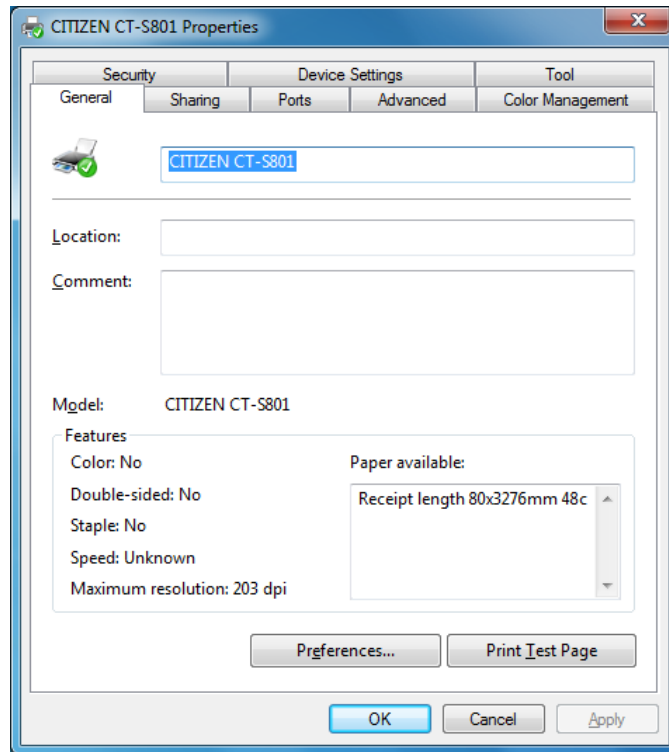 CITIZEN CT-S801 Properties
Security Device Settings Tool
General Sharing Ports Advanced Color Management
CITIZEN CT-S801
Location:
Comment:
Model: CITIZEN CT-S801
Features
Color: No Paper available:
Double-sided: No Receipt length 80x3276mm 48c
Staple: No
Speed: Unknown
Maximum resolution: 203 dpi
Preferences... Print Test Page
OK Cancel Apply